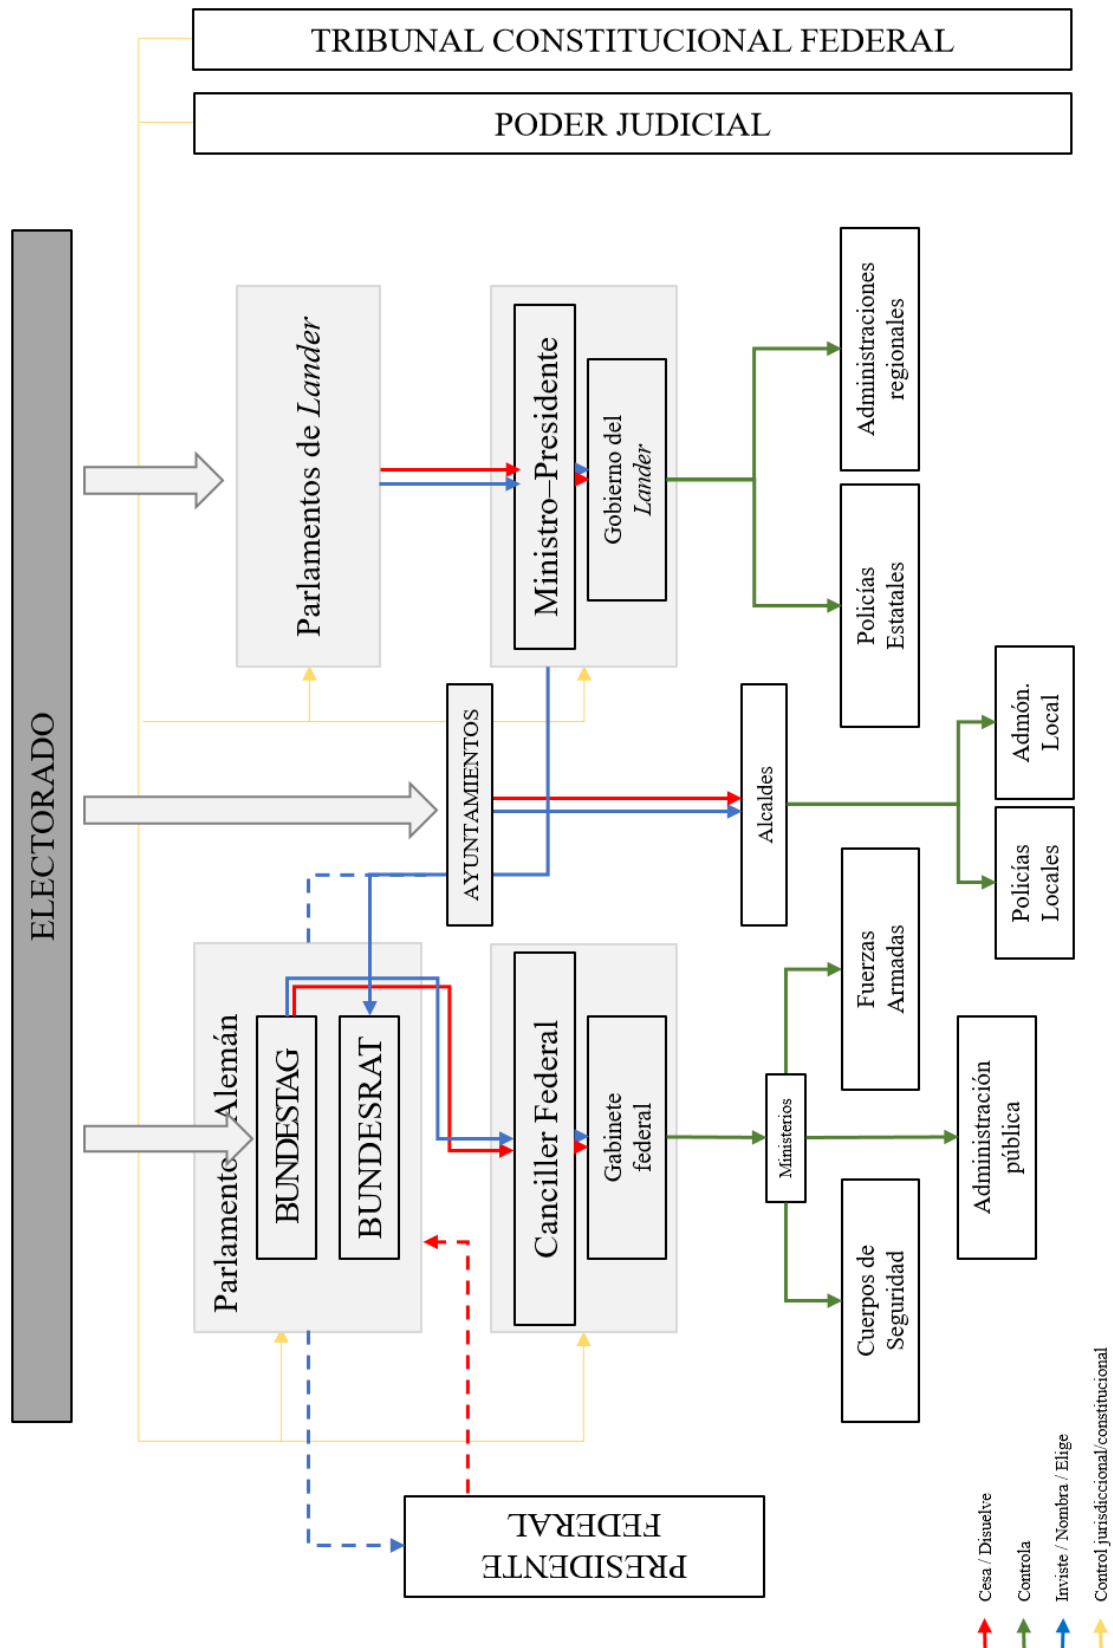 ELECTORADO
TRIBUNAL CONSTITUCIONAL FEDERAL
PODER JUDICIAL
Parlamento Alemán
BUNDESTAG
BUNDESRAT
Parlamentos de Lander
AYUNTAMIENTOS
Canciller Federal
Gabinete
federal
Ministro–Presidente
Gobierno del
Lander
PRESIDENTE
FEDERAL
Ministerios
Alcaldes
Cuerpos de
Seguridad
Administración
pública
Fuerzas
Armadas
Policías
Locales
Admón.
Local
Policías
Estatales
Administraciones
regionales
Cesa / Disuelve
Controla
Inviste / Nombra / Elige
Control jurisdiccional/constitucional